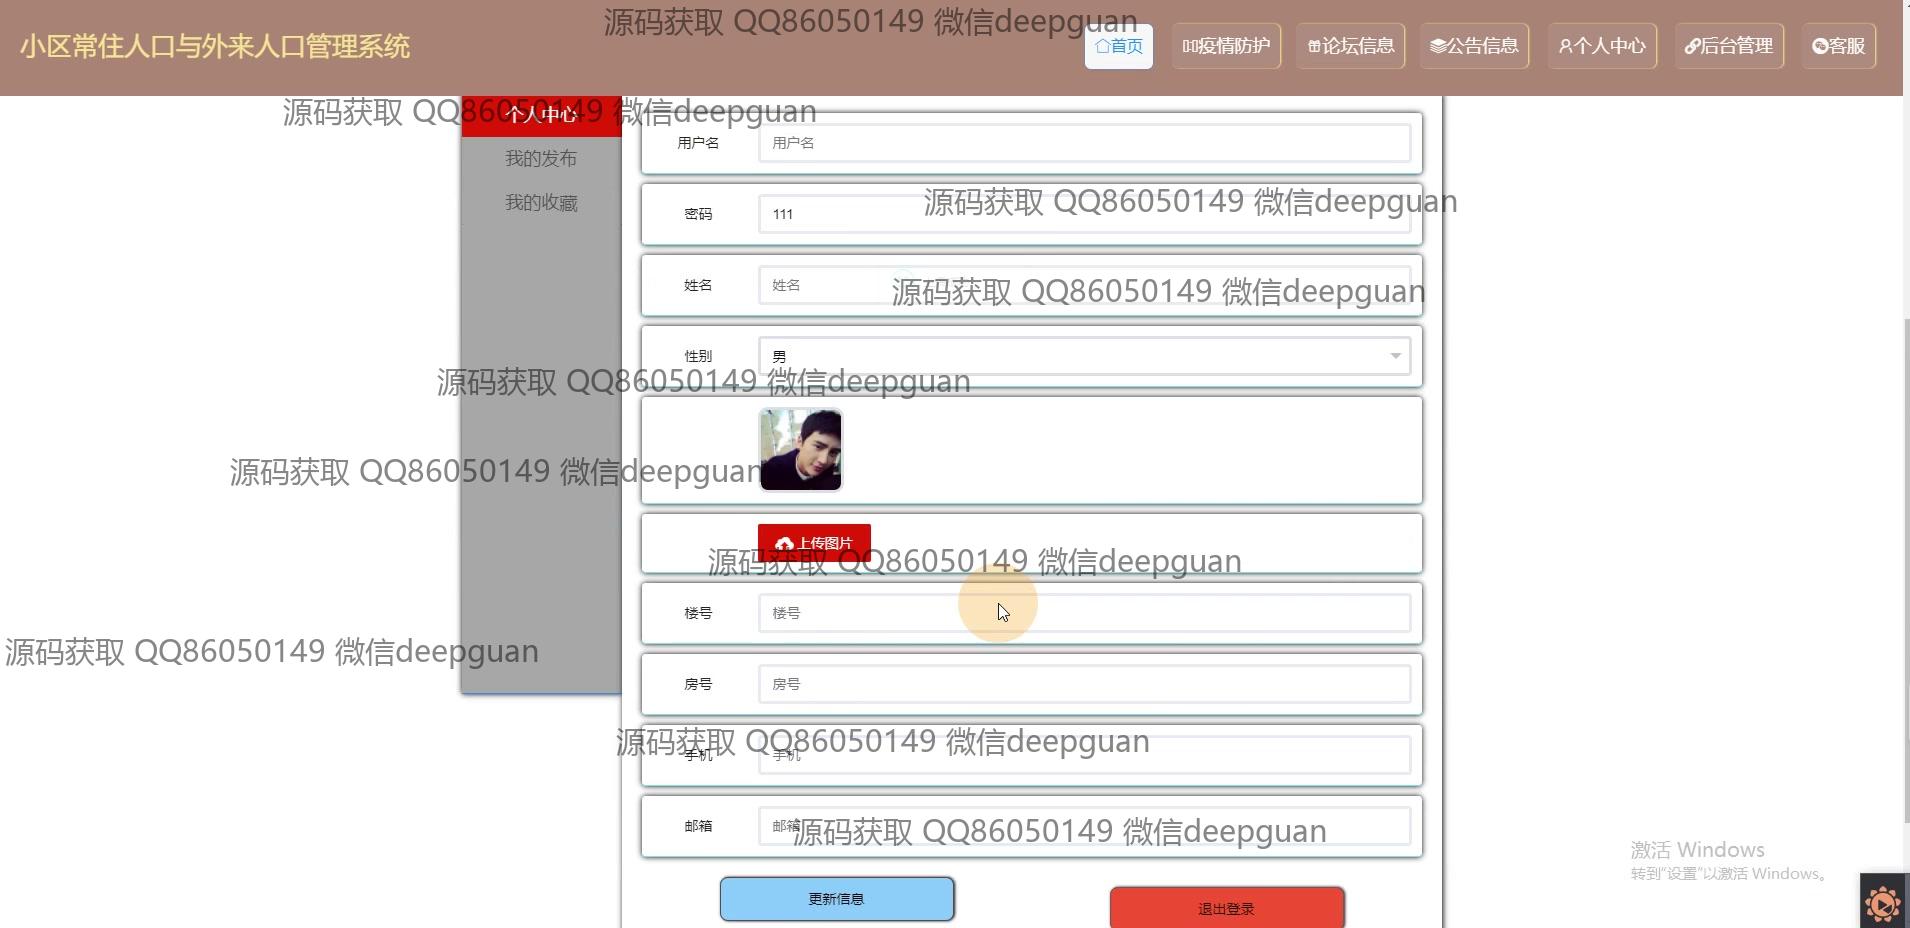 源码获取 QQ86050149 微信deepguan
小区常住人口与外来人口管理系统
首页
疫情防护
论坛信息
公告信息
个人中心
后台管理
客服
源码获取 QQ86050149 微信deepguan
个人中心
我的发布
我的收藏
用户名 用户名
密码 111
源码获取 QQ86050149 微信deepguan
姓名 姓名
源码获取 QQ86050149 微信deepguan
性别 男
源码获取 QQ86050149 微信deepguan
源码获取 QQ86050149 微信deepguan
上传图片
源码获取 QQ86050149 微信deepguan
楼号 楼号
源码获取 QQ86050149 微信deepguan
房号 房号
源码获取 QQ86050149 微信deepguan
手机 手机
邮箱 邮箱
源码获取 QQ86050149 微信deepguan
激活 Windows
转到“设置”以激活 Windows。
更新信息
退出登录